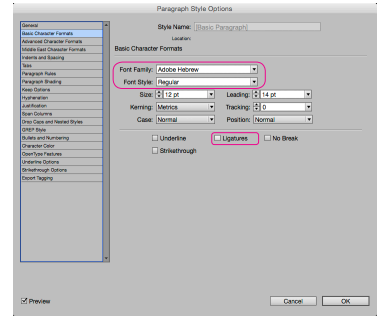 Paragraph Style Options
General
Basic Character Formats
Advanced Character Formats
Middle East Character Formats
Indents and Spacing
Tabs
Paragraph Rules
Paragraph Shading
Keep Options
Hyphenation
Justification
Span Columns
Drop Caps and Nested Styles
GREP Style
Bullets and Numbering
Character Color
OpenType Features
Underline Options
Strikethrough Options
Export Tagging
Style Name: [Basic Paragraph]
Location:
Basic Character Formats
Font Family: Adobe Hebrew
Font Style: Regular
Size: 12 pt Leading: 14 pt
Kerning: Metrics Tracking: 0
Case: Normal Position: Normal
Underline Ligatures No Break
Strikethrough
Preview Cancel OK